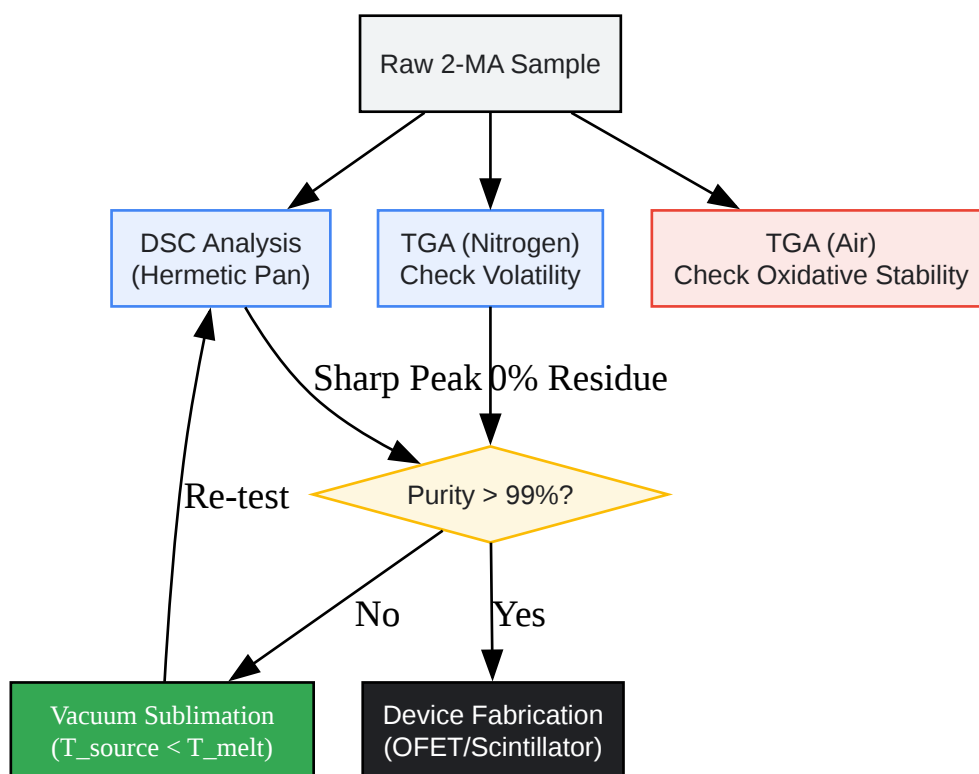 Raw 2-MA Sample
DSC Analysis
(Hermetic Pan)
TGA (Nitrogen)
Check Volatility
TGA (Air)
Check Oxidative Stability
Sharp Peak
0% Residue
Purity > 99%?
Re-test
No
Yes
Vacuum Sublimation
(T_source < T_melt)
Device Fabrication
(OFET/Scintillator)